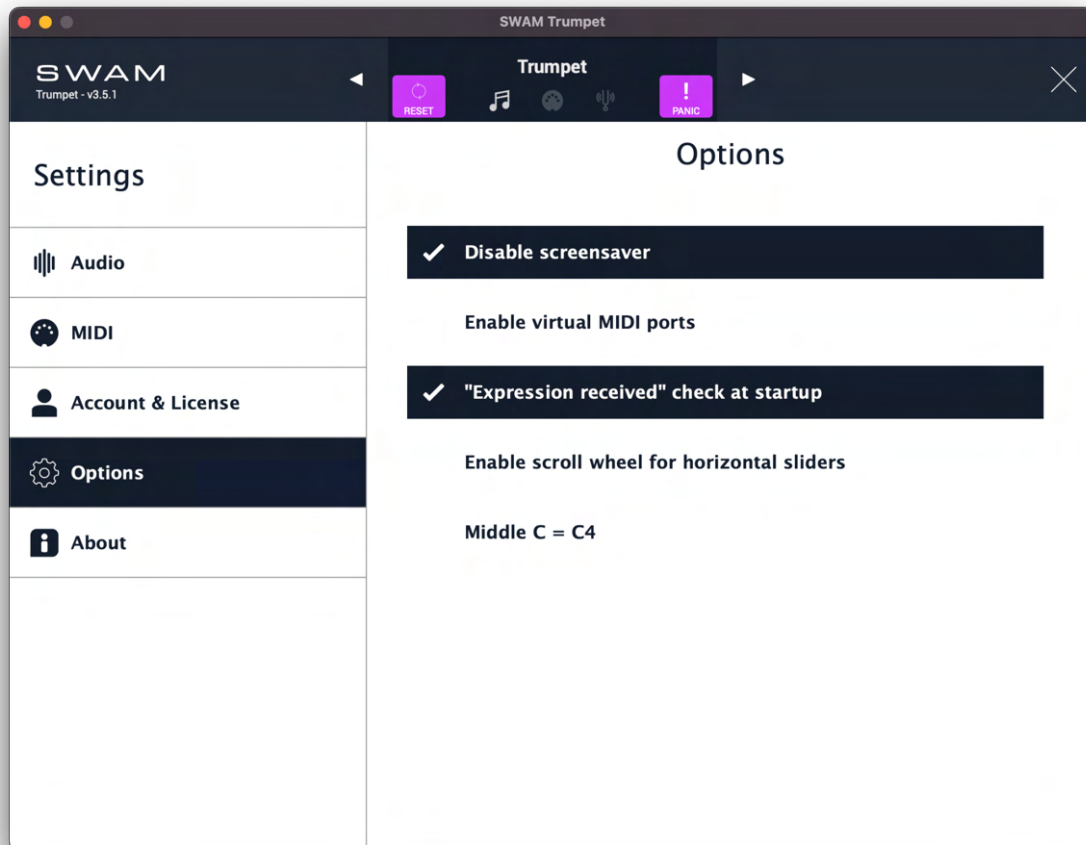 SWAM Trumpet
SWAM
Trumpet - v3.5.1
Trumpet
RESET
PANIC
Settings
Audio
MIDI
Account & License
Options
About
Options
Disable screensaver
Enable virtual MIDI ports
"Expression received" check at startup
Enable scroll wheel for horizontal sliders
Middle C = C4